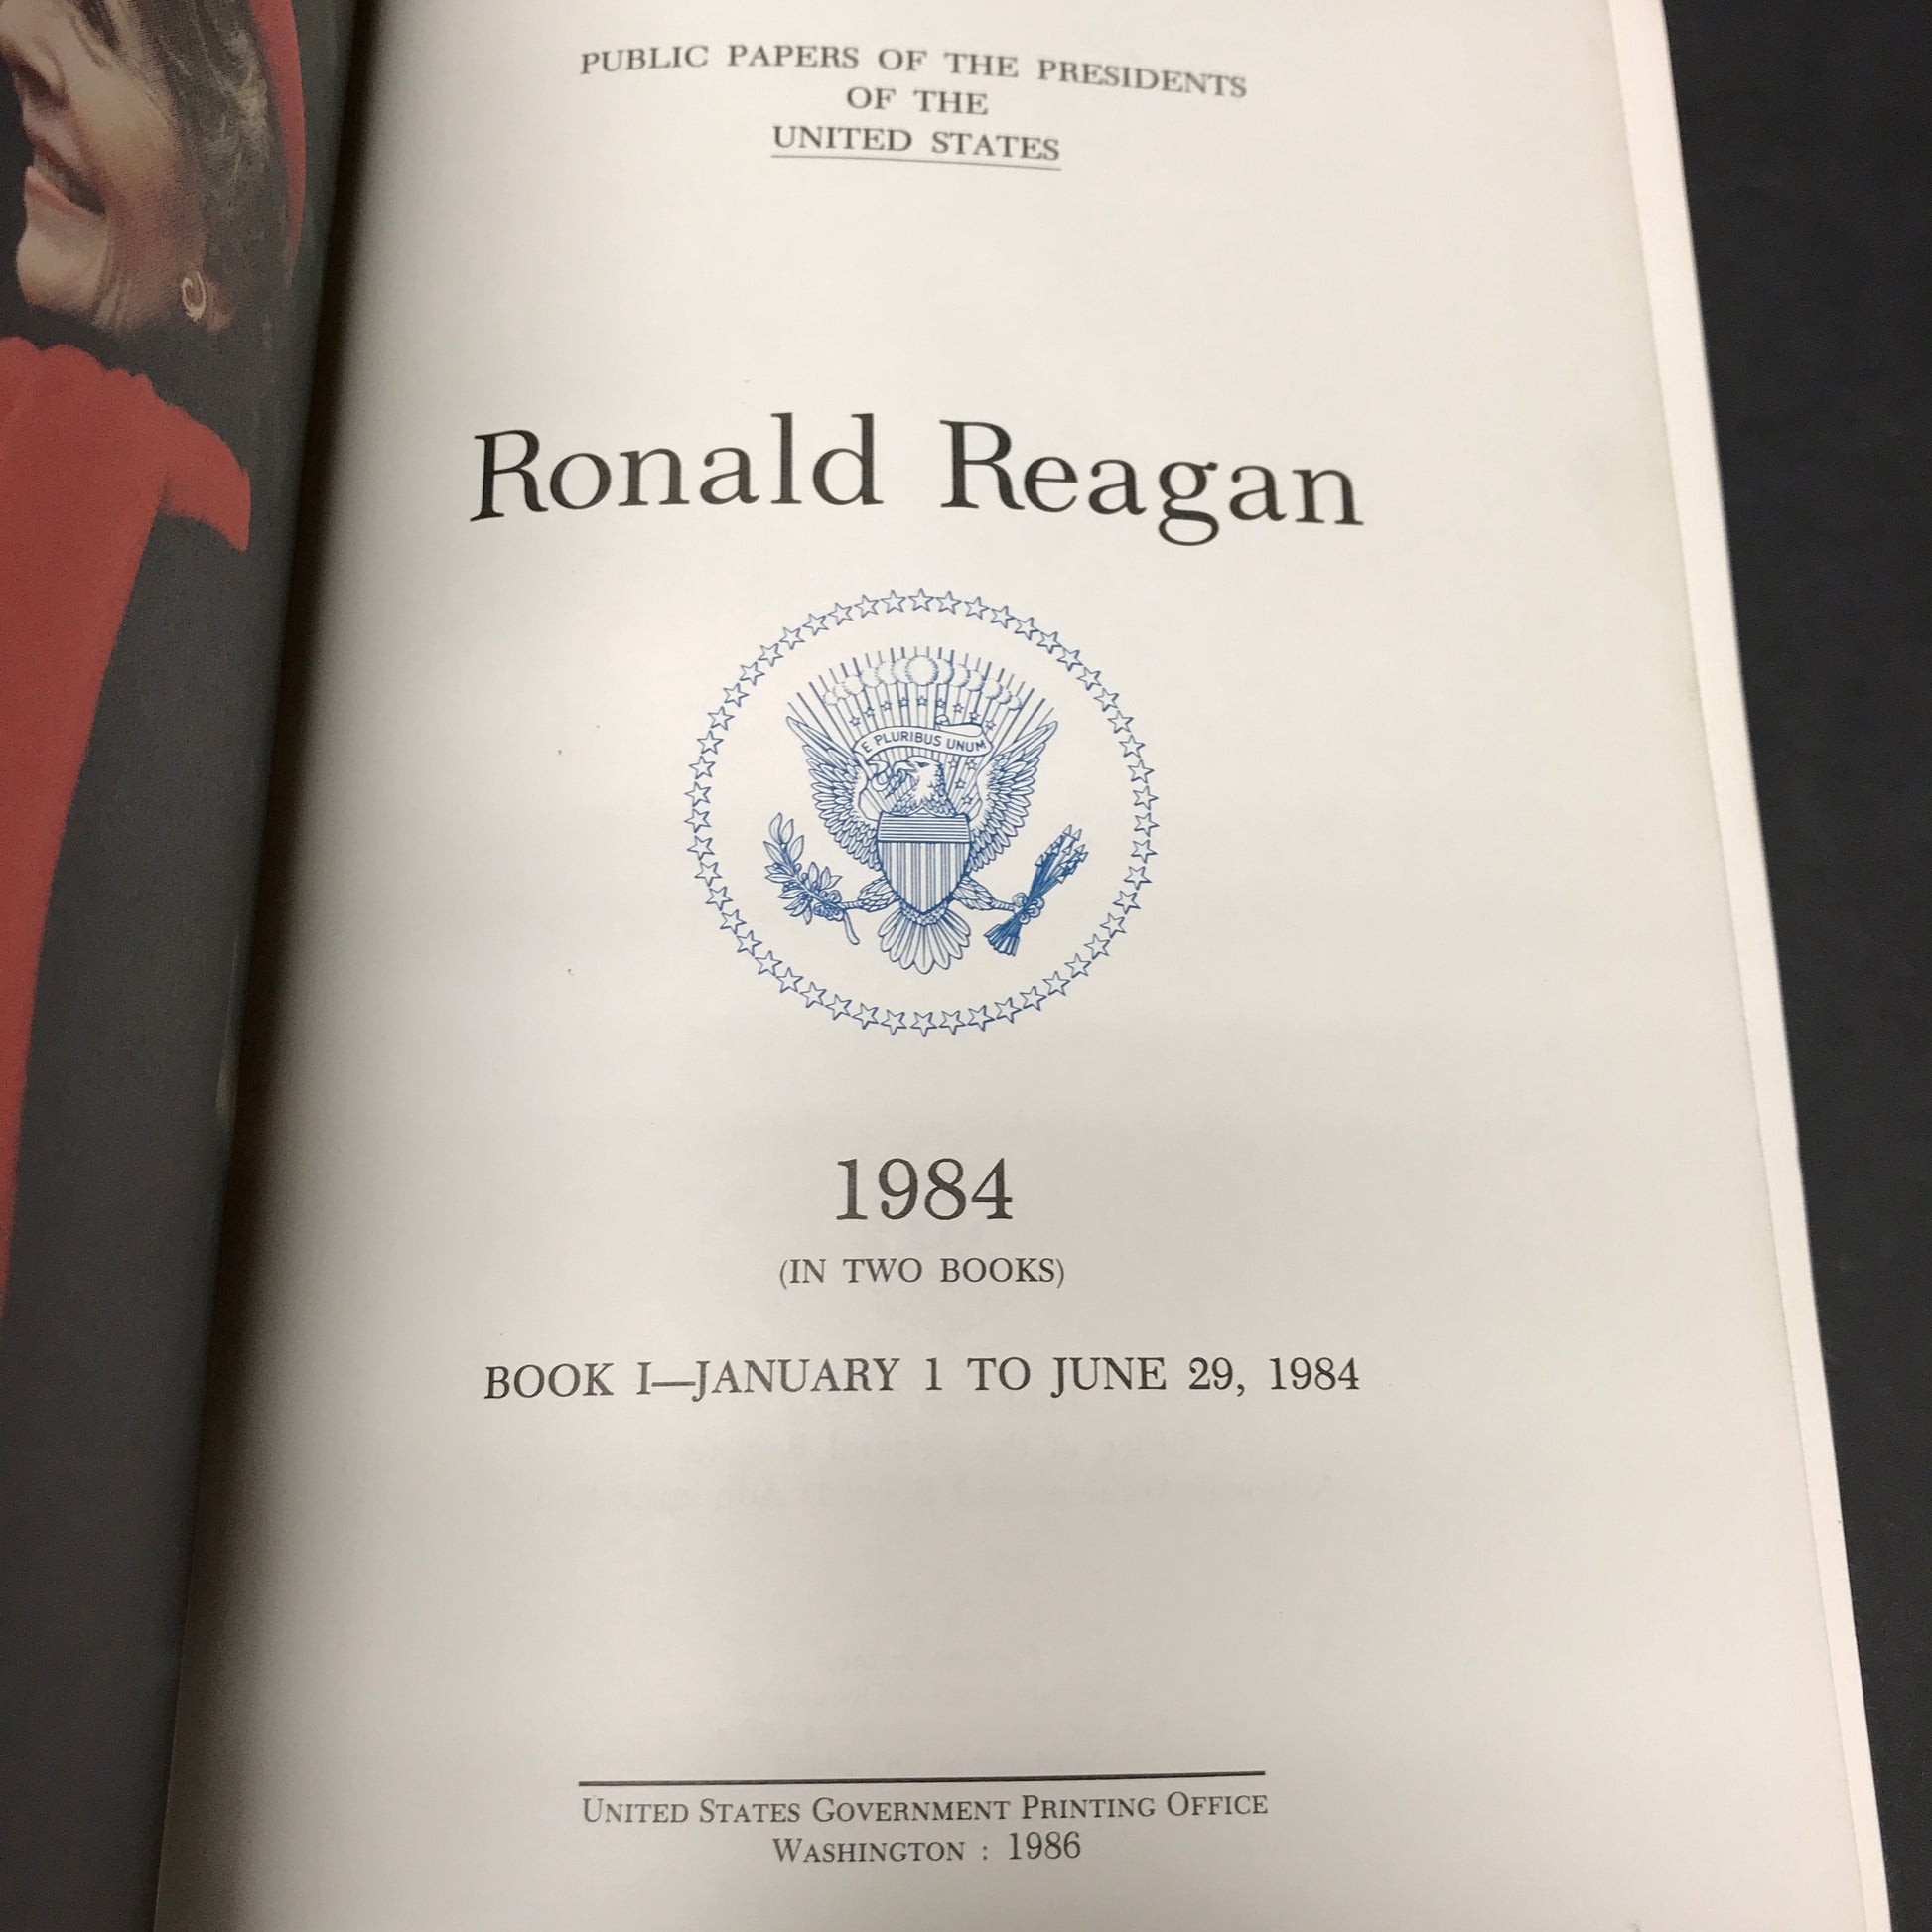 PUBLIC PAPERS OF THE PRESIDENTS
OF THE
UNITED STATES
Ronald Reagan
E PLURIBUS UNUM
1984
(IN TWO BOOKS)
BOOK I—JANUARY 1 TO JUNE 29, 1984
UNITED STATES GOVERNMENT PRINTING OFFICE
WASHINGTON : 1986